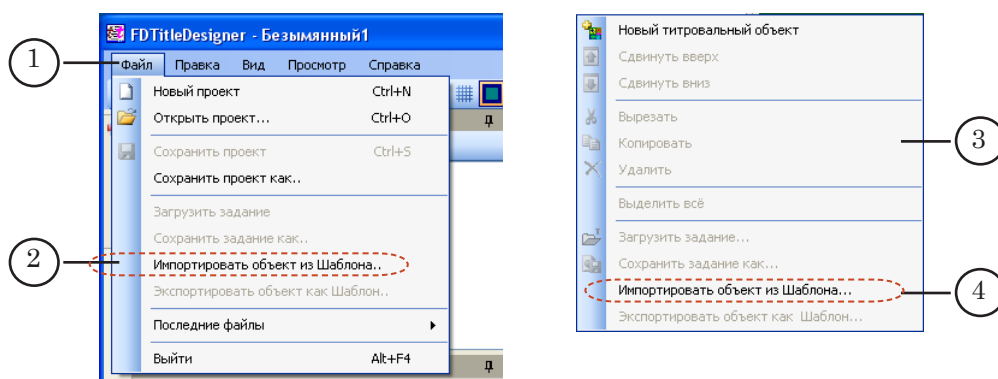 FDTitleDesigner - Безымянный1
Файл Правка Вид Просмотр Справка
Новый проект Ctrl+N
Открыть проект... Ctrl+O
Сохранить проект Ctrl+S
Сохранить проект как..
Загрузить задание
Сохранить задание как..
Импортировать объект из Шаблона..
Экспортировать объект как Шаблон..
Последние файлы
Выйти Alt+F4
1
2
Новый титровальный объект
Сдвинуть вверх
Сдвинуть вниз
Вырезать
Копировать
Удалить
Выделить всё
Загрузить задание...
Сохранить задание как...
Импортировать объект из Шаблона...
Экспортировать объект как Шаблон...
3
4